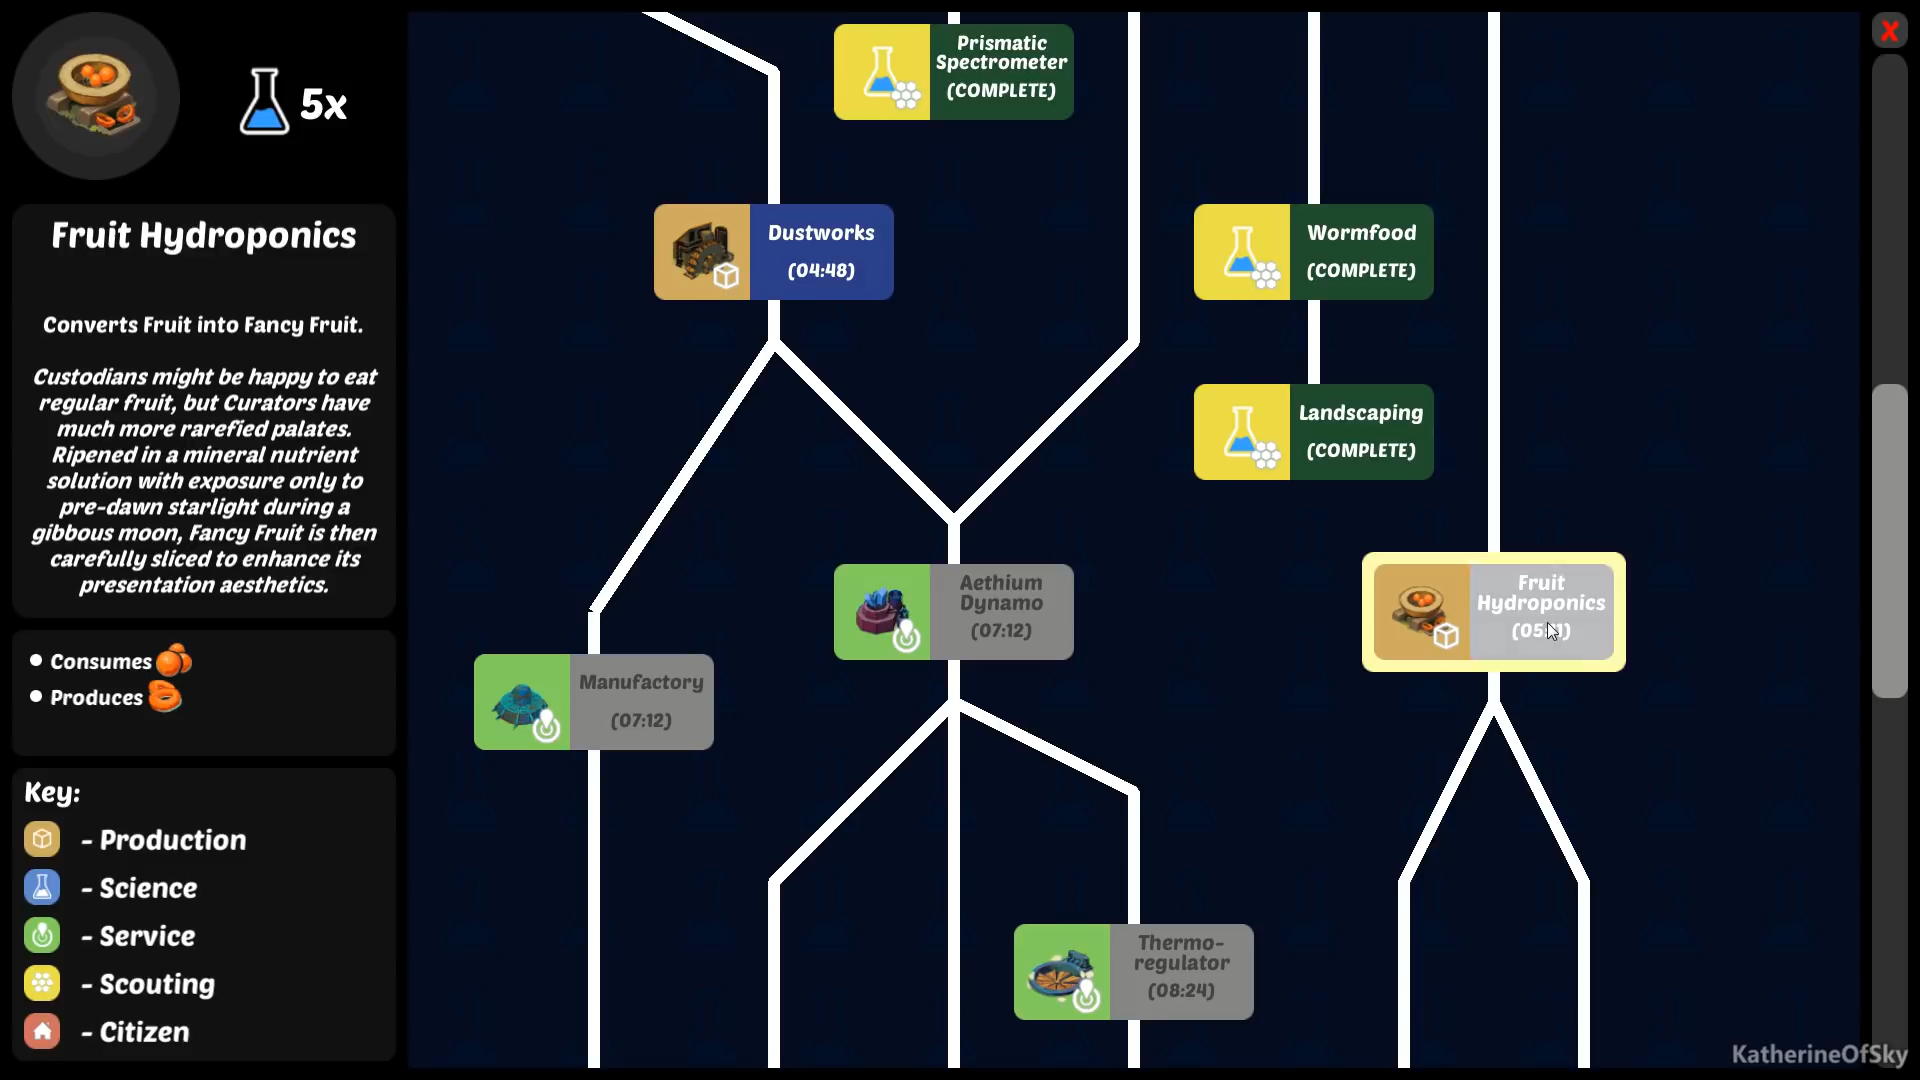 5x
Fruit Hydroponics
Converts Fruit into Fancy Fruit.
Custodians might be happy to eat
regular fruit, but Curators have
much more rarefied palates.
Ripened in a mineral nutrient
solution with exposure only to
pre-dawn starlight during a
gibbous moon, Fancy Fruit is then
carefully sliced to enhance its
presentation aesthetics.
Consumes
Produces
Key:
- Production
- Science
- Service
- Scouting
- Citizen
Prismatic
Spectrometer
(COMPLETE)
Dustworks
(04:48)
Wormfood
(COMPLETE)
Landscaping
(COMPLETE)
Aethium
Dynamo
(07:12)
Fruit
Hydroponics
Manufactory
(07:12)
Thermo-
regulator
(08:24)
X
KatherineOfSky